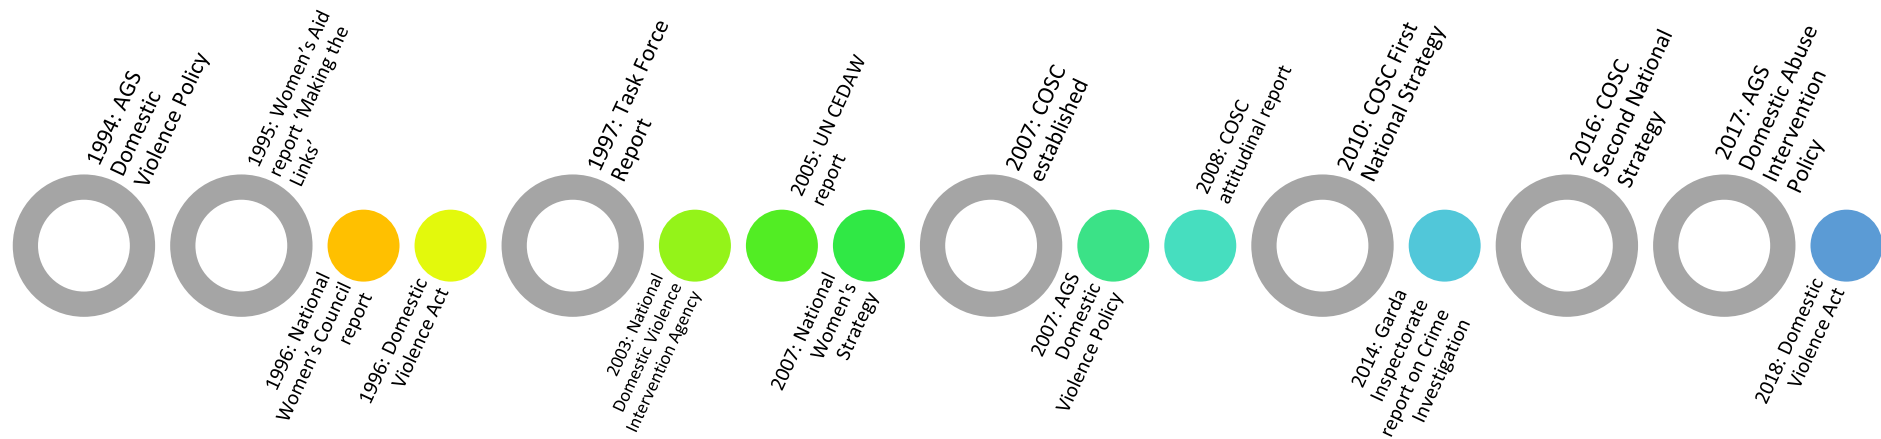 1994: AGS
Domestic
Violence Policy
1995: Women's Aid
report 'Making the
Links'
1996: National
Women's Council
report
1996: Domestic
Violence Act
1997: Task Force
Report
2003: National
Domestic Violence
Intervention Agency
2005: UN CEDAW
report
2007: National
Women's
Strategy
2007: COSC
established
2007: AGS
Domestic
Violence Policy
2008: COSC
attitudinal report
2010: COSC First
National Strategy
2014: Garda
Inspectorate
report on Crime
Investigation
2016: COSC
Second National
Strategy
2017: AGS
Domestic Abuse
Intervention
Policy
2018: Domestic
Violence Act